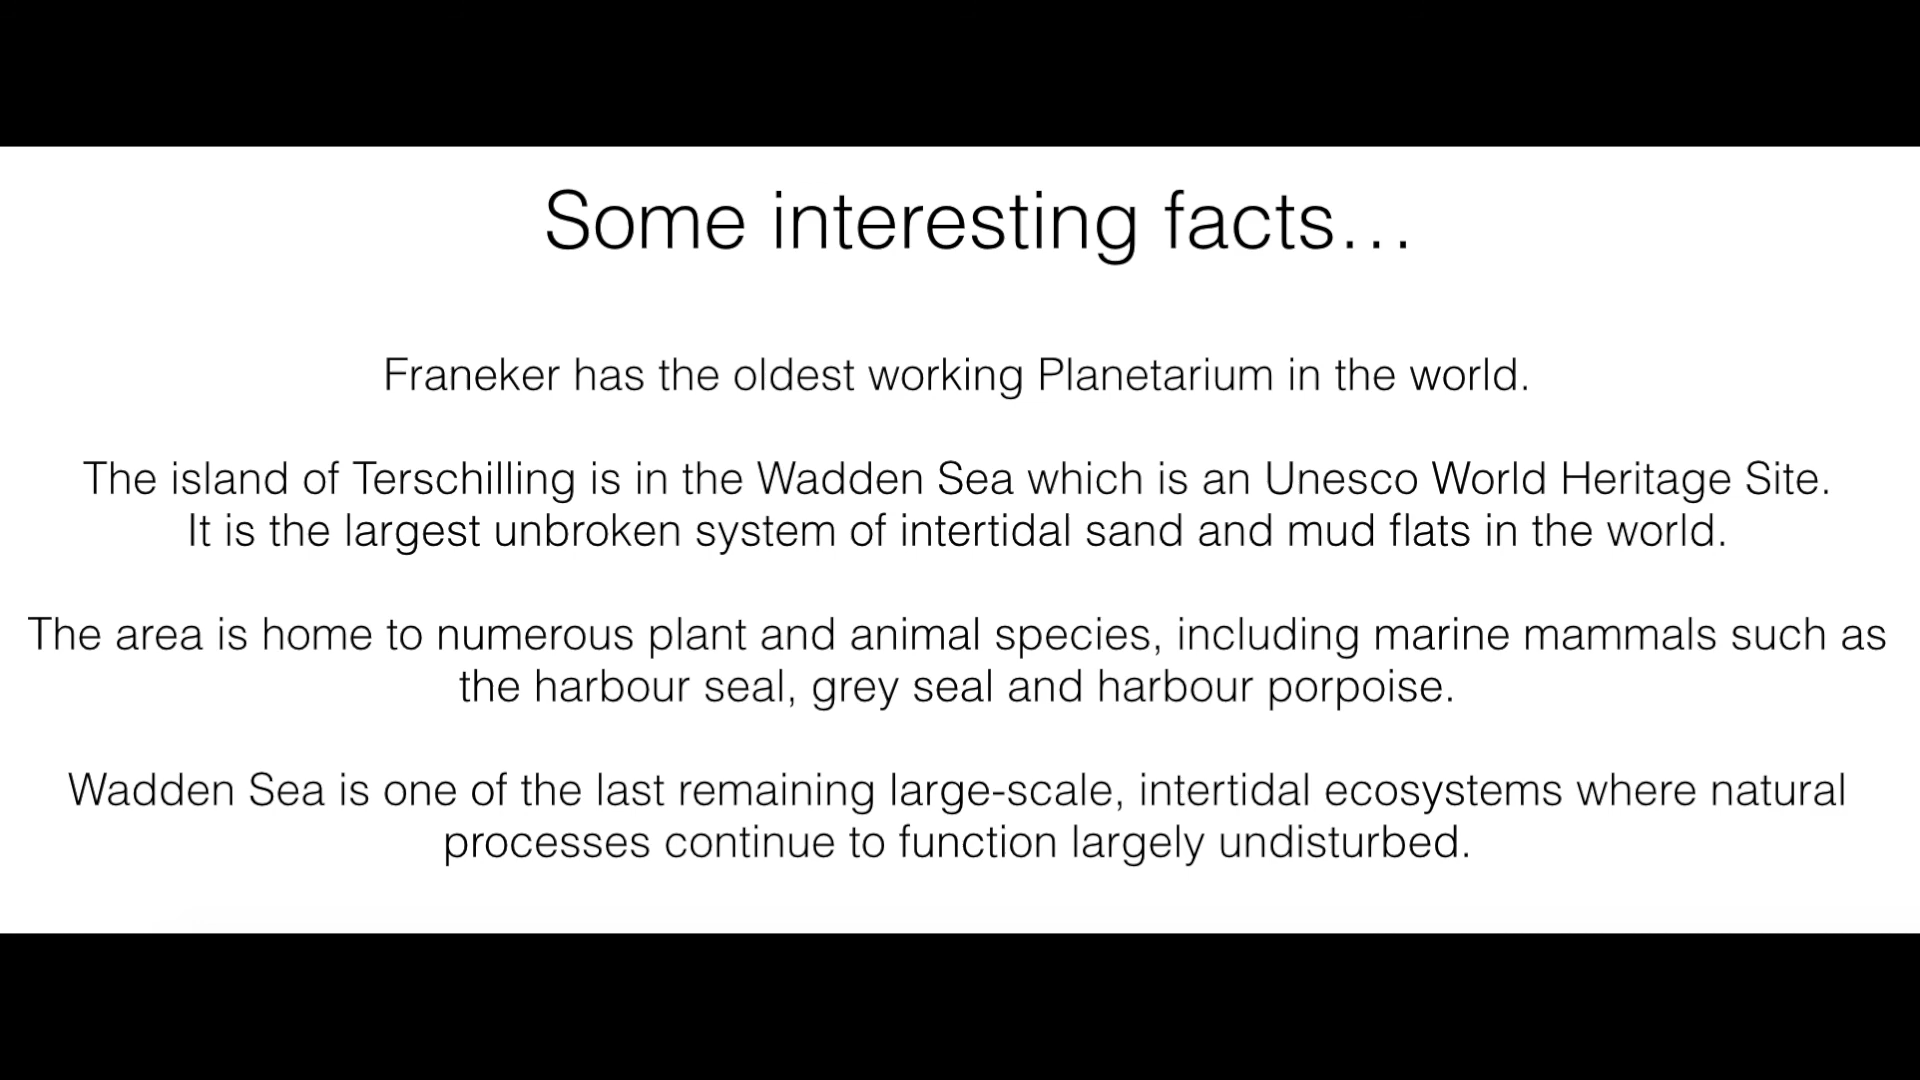 Some interesting facts…
Franeker has the oldest working Planetarium in the world.
The island of Terschilling is in the Wadden Sea which is an Unesco World Heritage Site.
It is the largest unbroken system of intertidal sand and mud flats in the world.
The area is home to numerous plant and animal species, including marine mammals such as
the harbour seal, grey seal and harbour porpoise.
Wadden Sea is one of the last remaining large-scale, intertidal ecosystems where natural
processes continue to function largely undisturbed.